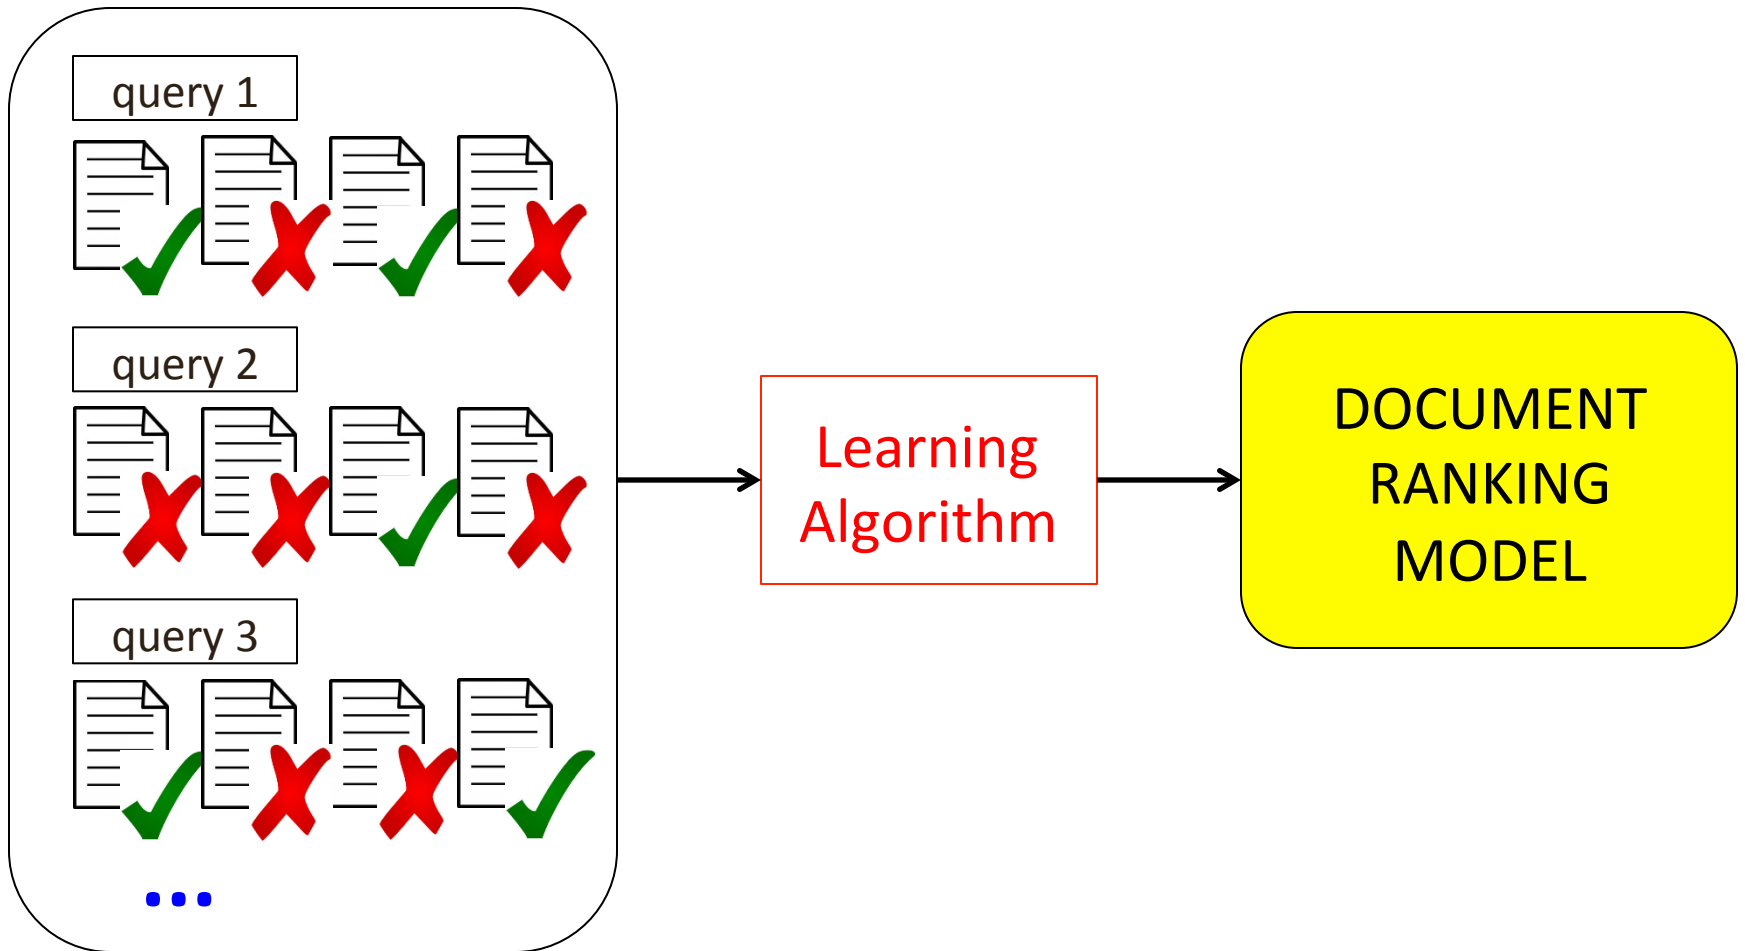 query 1
query 2
query 3
...
Learning
Algorithm
DOCUMENT
RANKING
MODEL